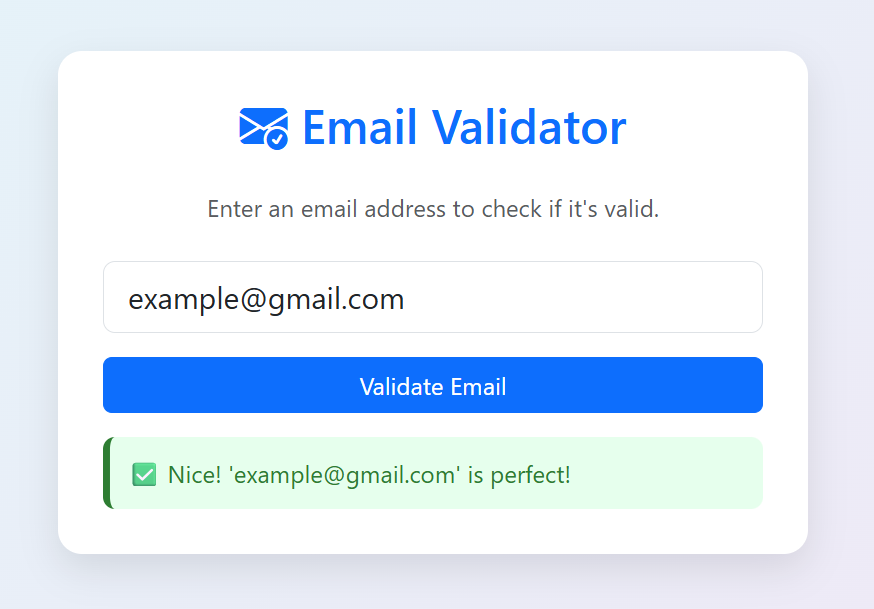 Email Validator
Enter an email address to check if it's valid.
example@gmail.com
Validate Email
✅ Nice! 'example@gmail.com' is perfect!